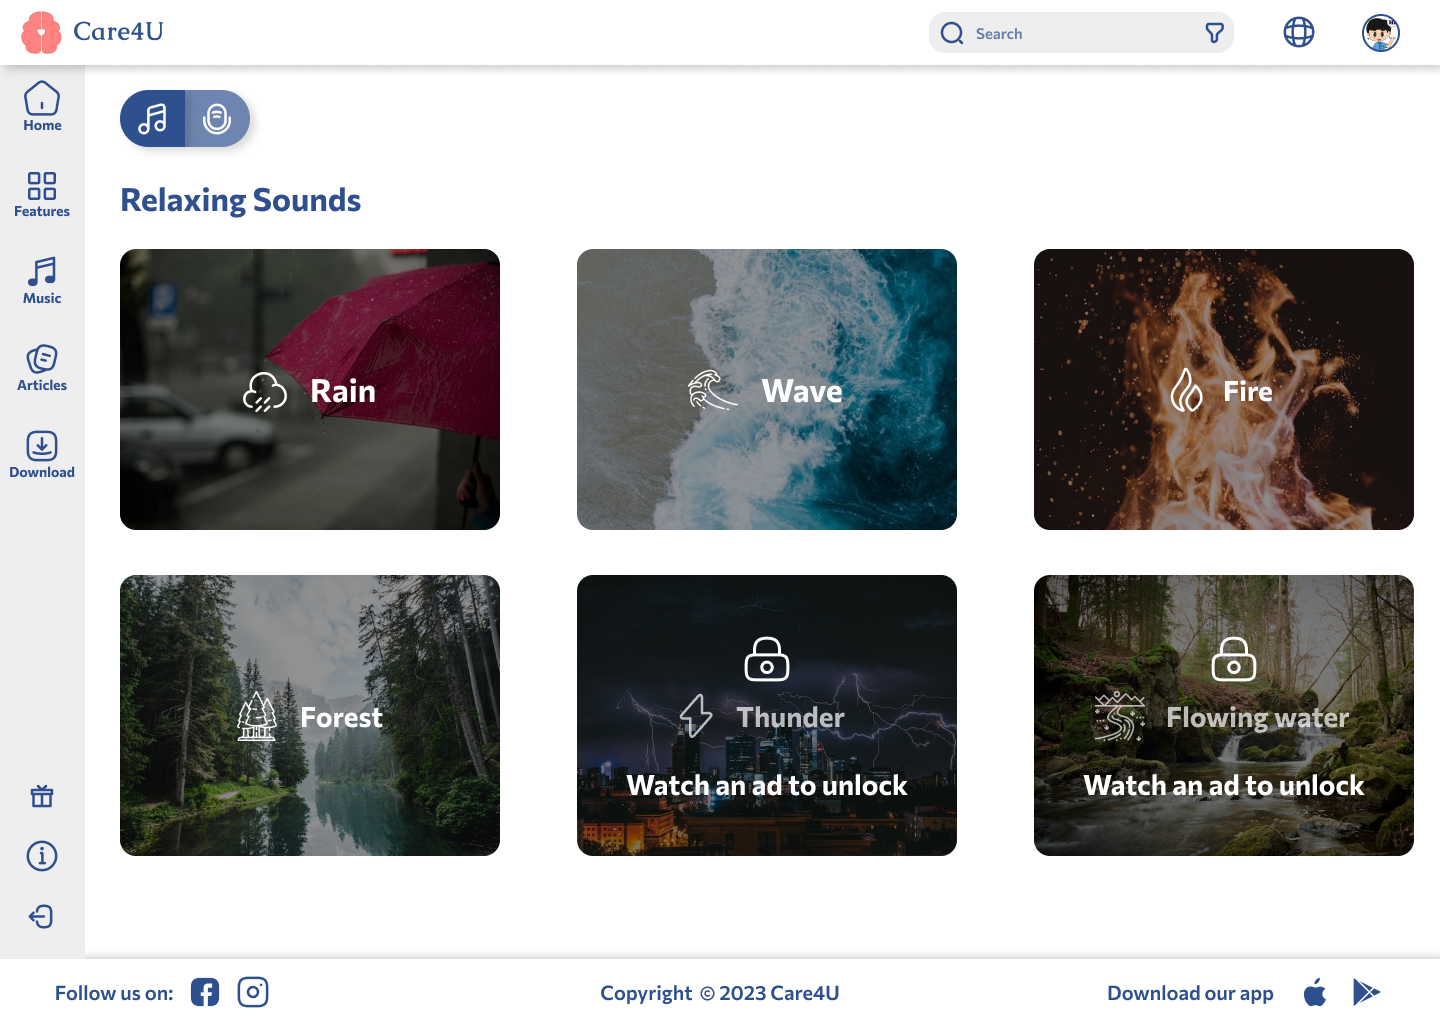 Care4U
Search
Home
Features
Music
Articles
Download
Relaxing Sounds
Rain
Wave
Fire
Forest
Thunder
Watch an ad to unlock
Flowing water
Watch an ad to unlock
Follow us on:
Copyright © 2023 Care4U
Download our app